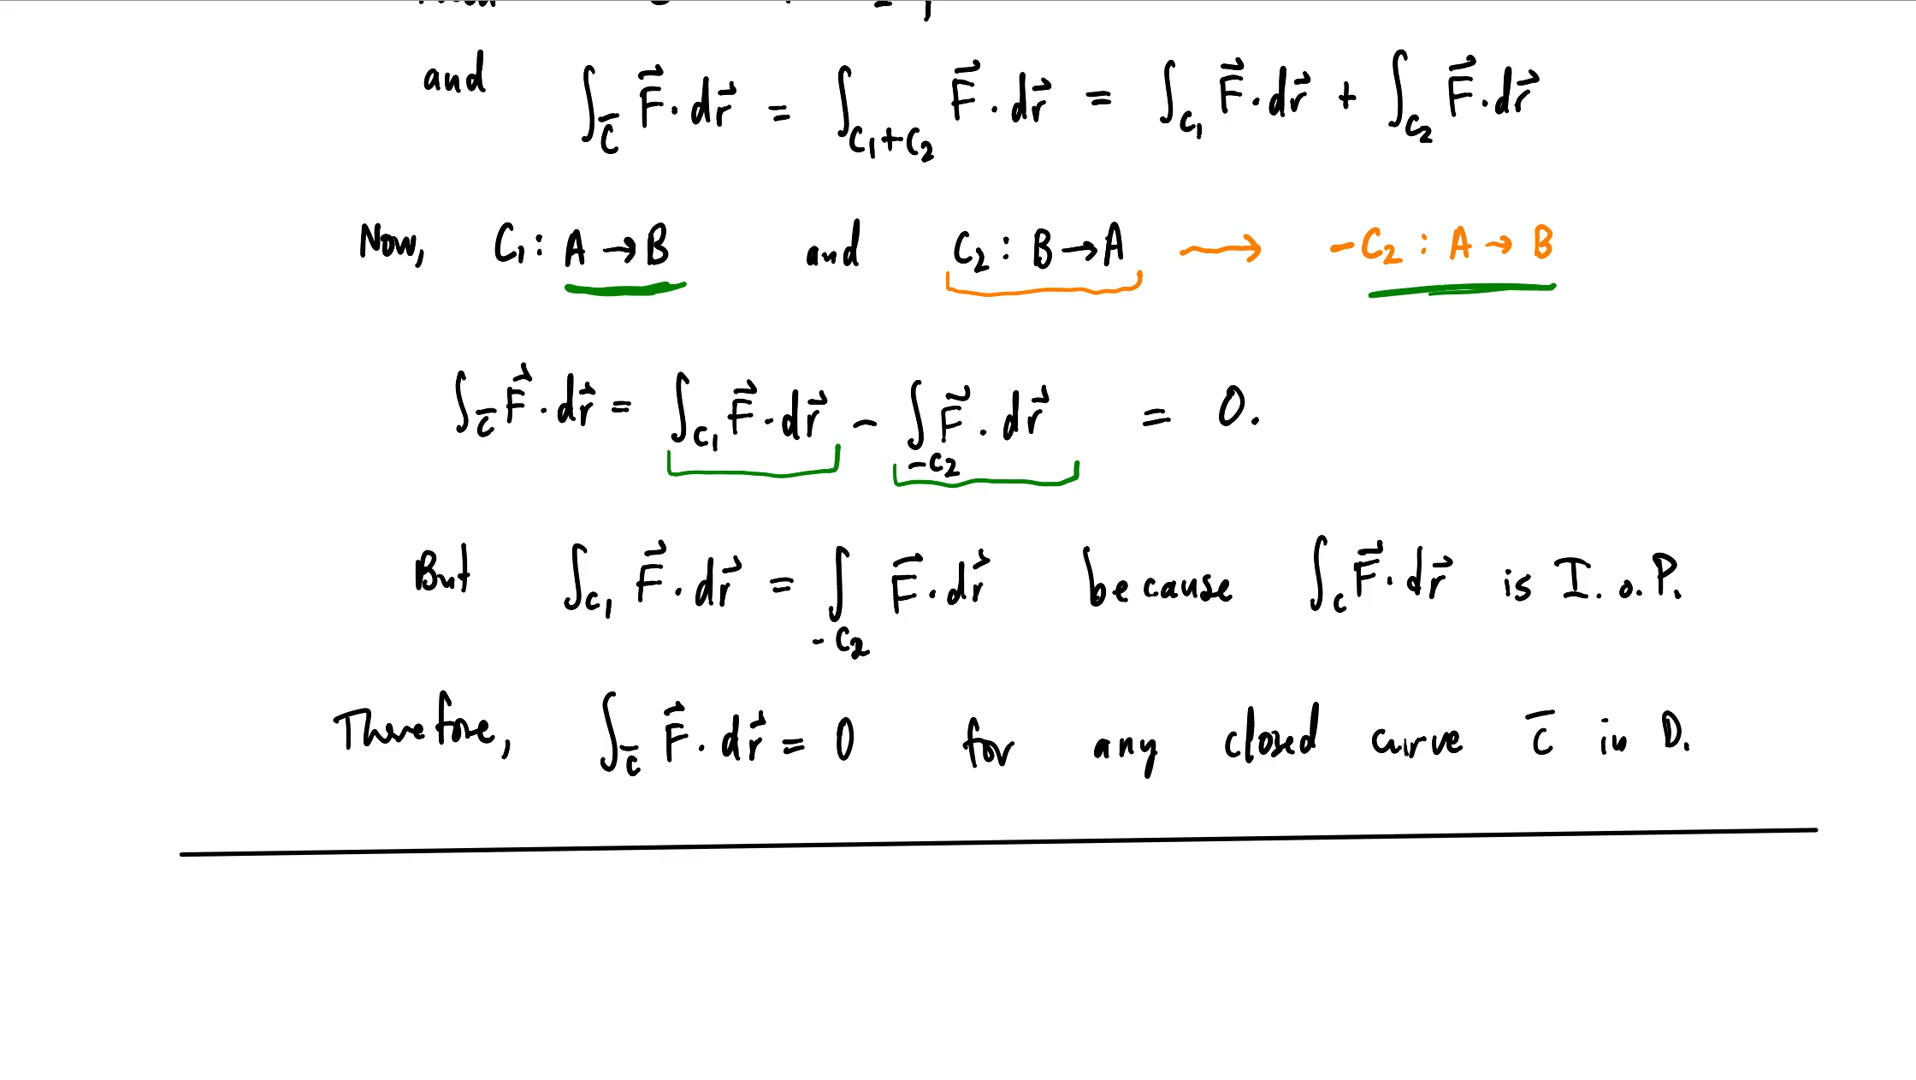 and ∫_C̄ F⃗ · dr⃗ = ∫_{C₁+C₂} F⃗ · dr⃗ = ∫_{C₁} F⃗ · dr⃗ + ∫_{C₂} F⃗ · dr⃗
Now, C₁ : A → B and C₂ : B → A ⟶ -C₂ : A → B
∫_C̄ F⃗ · dr⃗ = ∫_{C₁} F⃗ · dr⃗ - ∫_{-C₂} F⃗ · dr⃗ = 0.
But ∫_{C₁} F⃗ · dr⃗ = ∫_{-C₂} F⃗ · dr⃗ because ∫_C F⃗ · dr⃗ is I.o.P.
Therefore, ∫_C̄ F⃗ · dr⃗ = 0 for any closed curve C̄ in D.